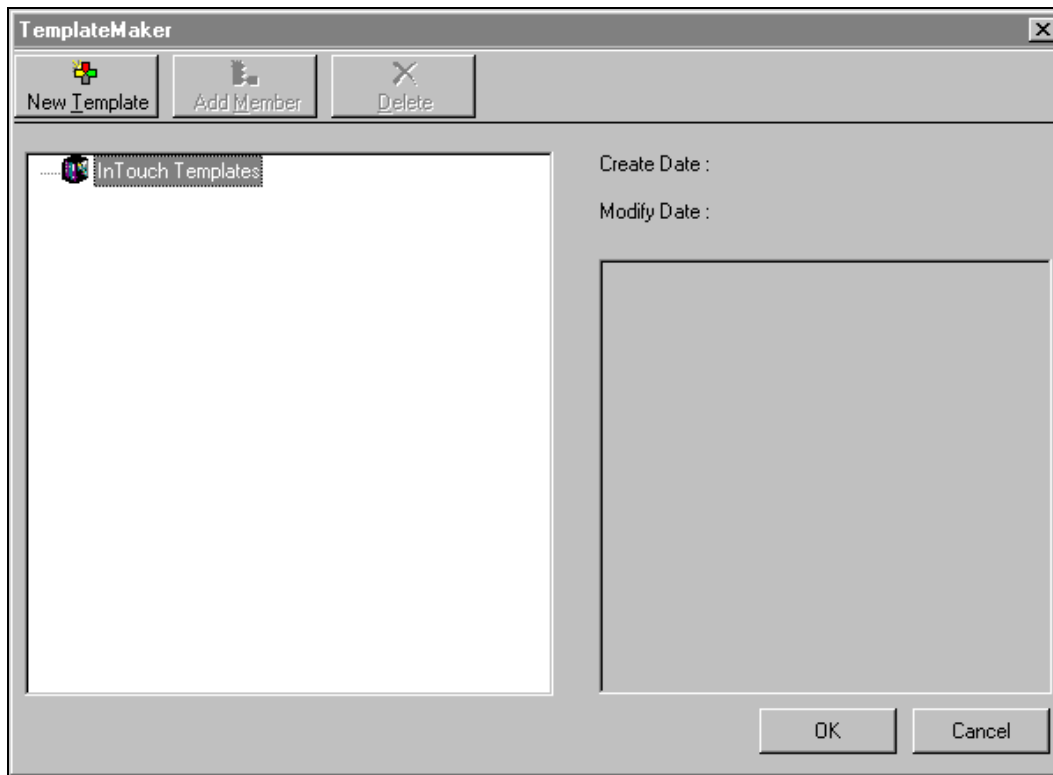 TemplateMaker
New Template Add Member Delete
InTouch Templates
Create Date :
Modify Date :
OK Cancel